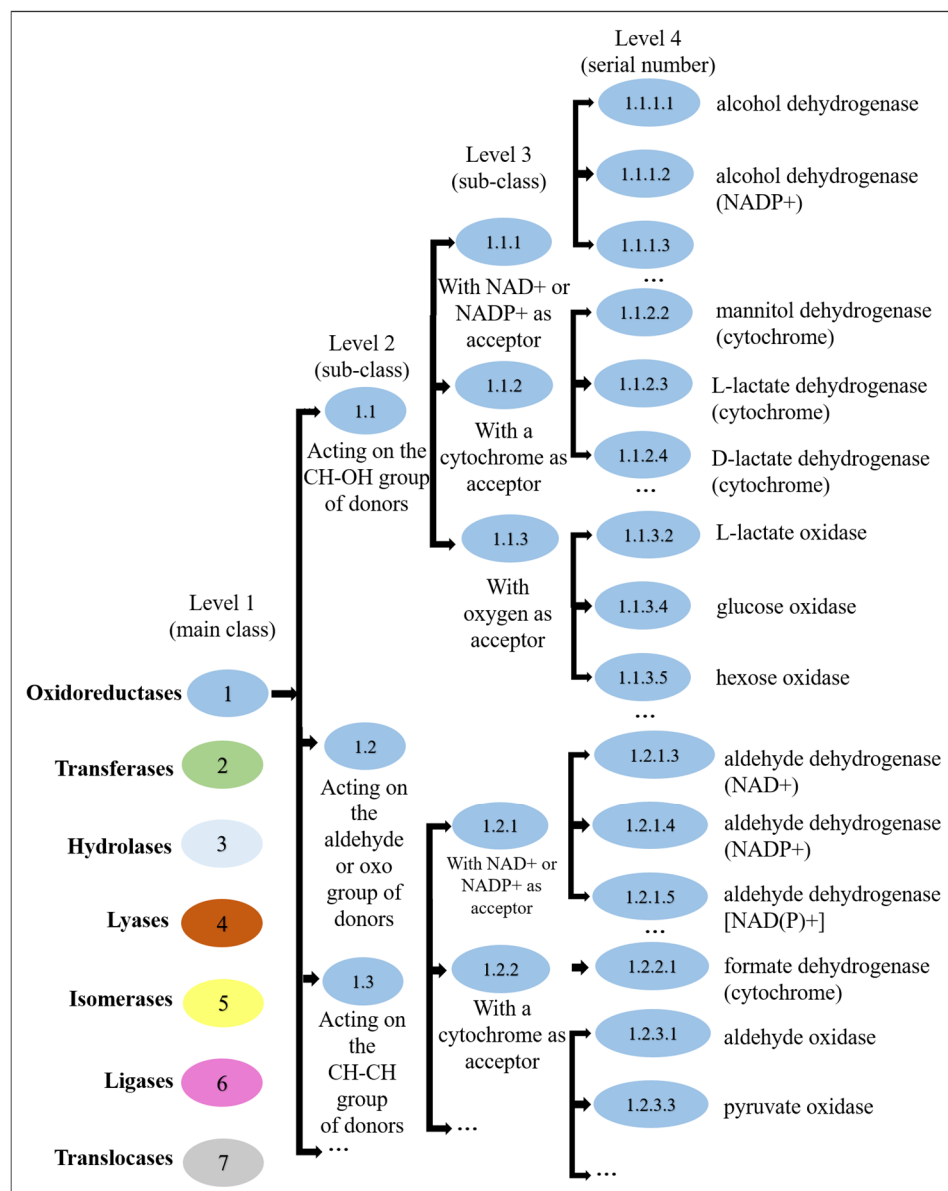 Level 4
(serial number)
1.1.1.1
alcohol dehydrogenase
Level 3
(sub-class)
1.1.1.2
alcohol dehydrogenase
(NADP+)
1.1.1
1.1.1.3
...
With NAD+ or
NADP+ as
acceptor
1.1.2.2
mannitol dehydrogenase
(cytochrome)
Level 2
(sub-class)
1.1
Acting on the
CH-OH group
of donors
1.1.2
With a
cytochrome as
acceptor
1.1.2.3
L-lactate dehydrogenase
(cytochrome)
1.1.2.4
...
D-lactate dehydrogenase
(cytochrome)
1.1.3
With
oxygen as
acceptor
1.1.3.2
L-lactate oxidase
1.1.3.4
glucose oxidase
1.1.3.5
hexose oxidase
...
Level 1
(main class)
Oxidoreductases
1
Transferases
2
Hydrolases
3
Lyases
4
Isomerases
5
Ligases
6
Translocases
7
1.2
Acting on
the
aldehyde
or oxo
group of
donors
1.3
Acting on
the
CH-CH
group
of donors
...
1.2.1
With NAD+ or
NADP+ as
acceptor
1.2.1.3
aldehyde dehydrogenase
(NAD+)
1.2.1.4
aldehyde dehydrogenase
(NADP+)
1.2.1.5
...
aldehyde dehydrogenase
[NAD(P)+]
1.2.2
With a
cytochrome as
acceptor
1.2.2.1
formate dehydrogenase
(cytochrome)
1.2.3.1
aldehyde oxidase
1.2.3.3
pyruvate oxidase
...
...